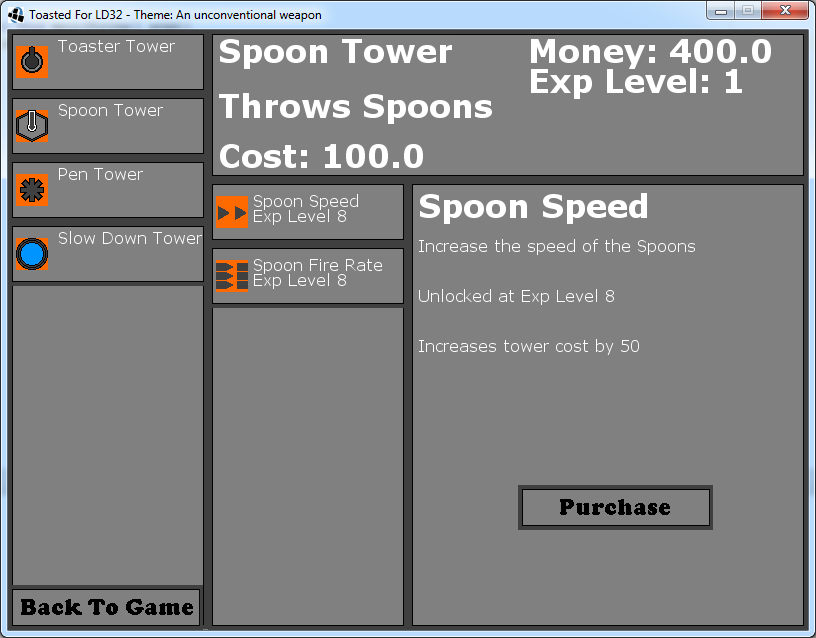 Toasted For LD32 - Theme: An unconventional weapon
Toaster Tower
Spoon Tower
Pen Tower
Slow Down Tower
Back To Game
Spoon Tower
Throws Spoons
Cost: 100.0
Money: 400.0
Exp Level: 1
Spoon Speed
Exp Level 8
Spoon Fire Rate
Exp Level 8
Spoon Speed
Increase the speed of the Spoons
Unlocked at Exp Level 8
Increases tower cost by 50
Purchase